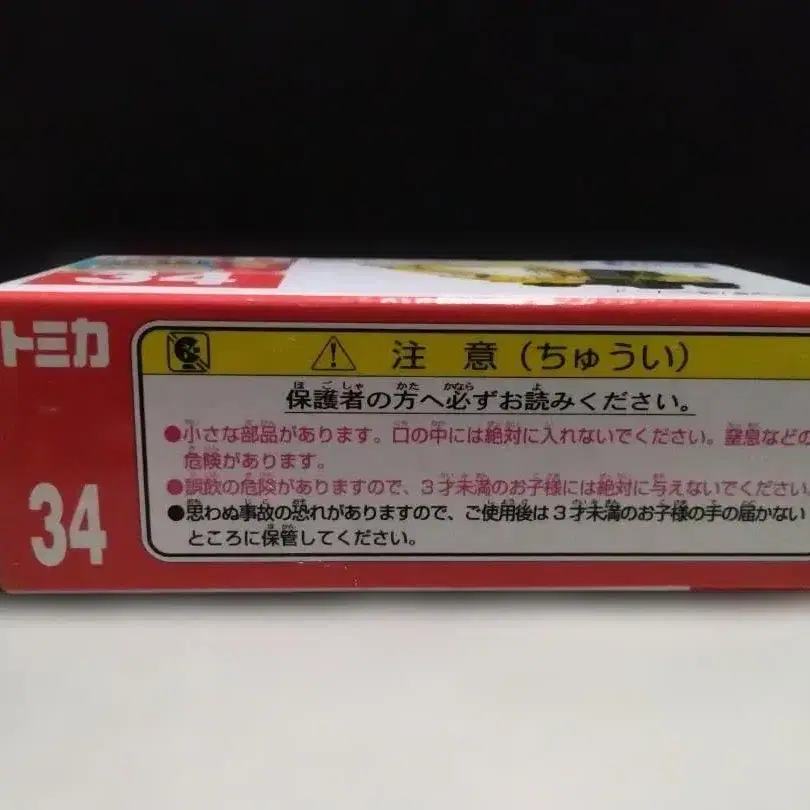 34
トミカ
34
注意(ちゅうい)
保護者の方へ必ずお読みください。
●小さな部品があります。口の中には絶対に入れないでください。窒息などの
危険があります。
●誤飲の危険がありますので、3才未満のお子様には絶対に与えないでください
●思わぬ事故の恐れがありますので、ご使用後は3才未満のお子様の手の届かない
ところに保管してください。